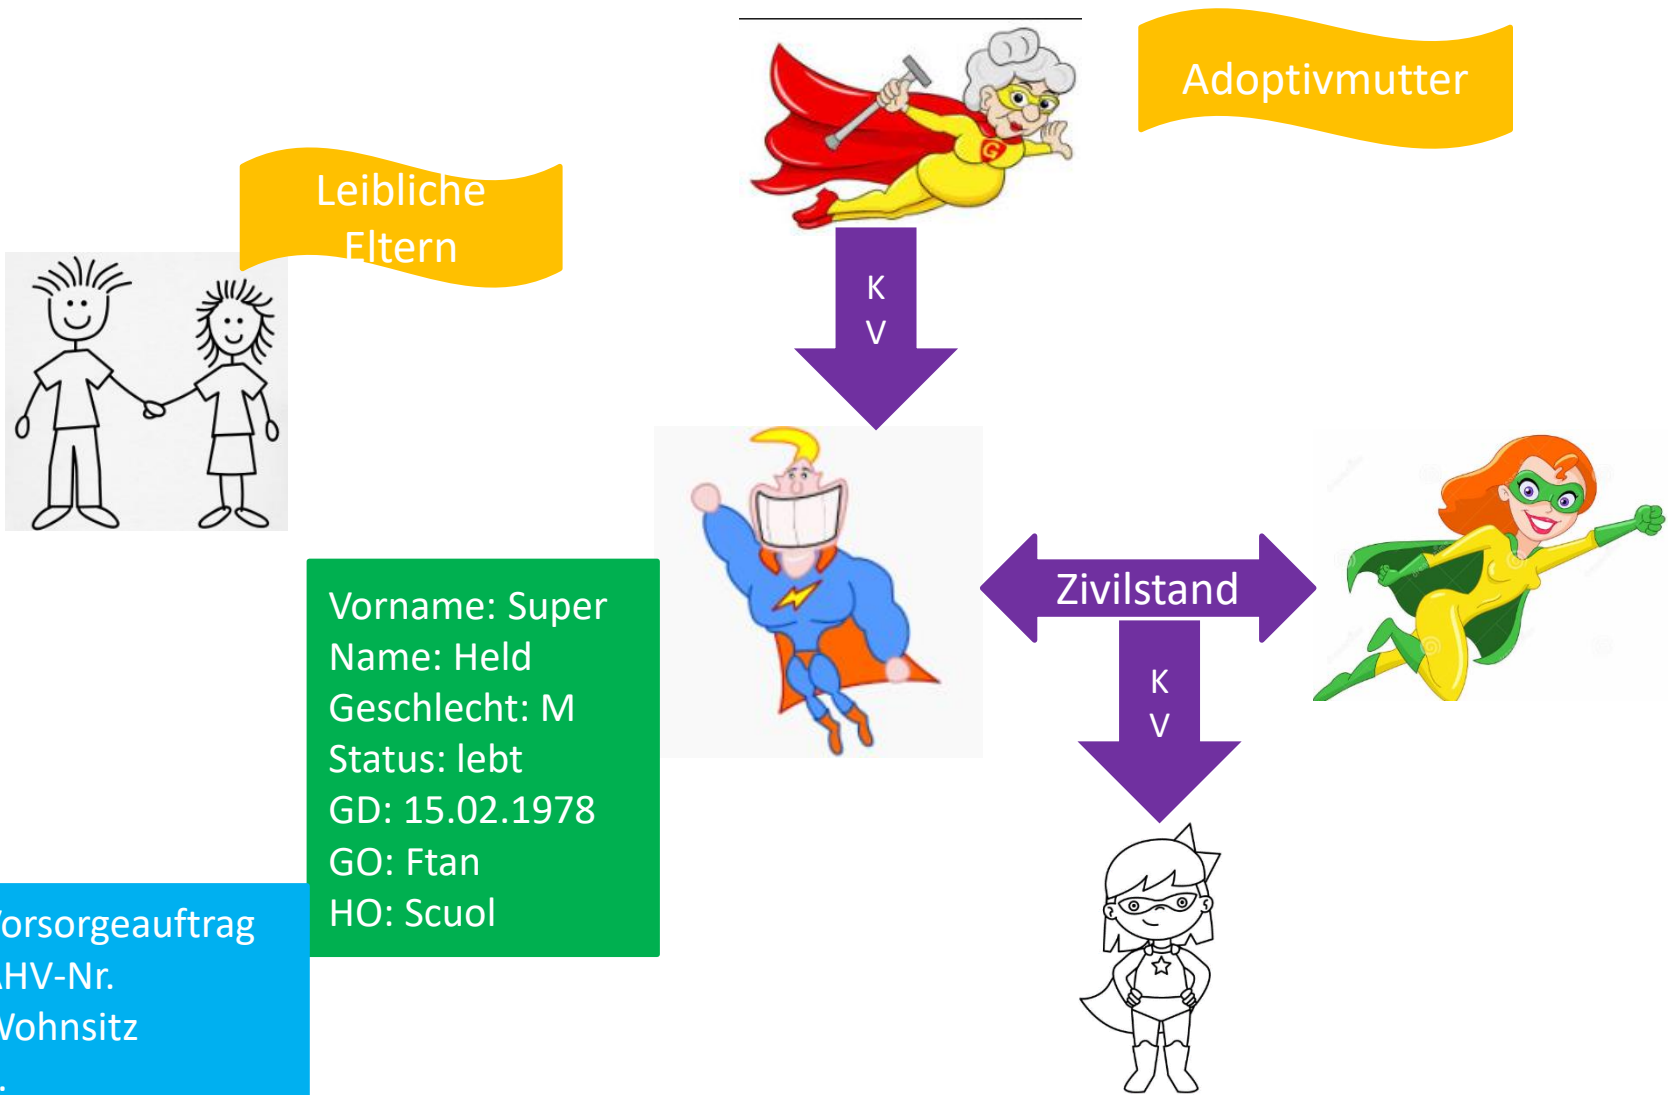 Adoptivmutter
Leibliche
Eltern
K
V
G
Zivilstand
K
V
Vorname: Super
Name: Held
Geschlecht: M
Status: lebt
GD: 15.02.1978
GO: Ftan
HO: Scuol
orsorgeauftrag
HV-Nr.
Wohnsitz
.